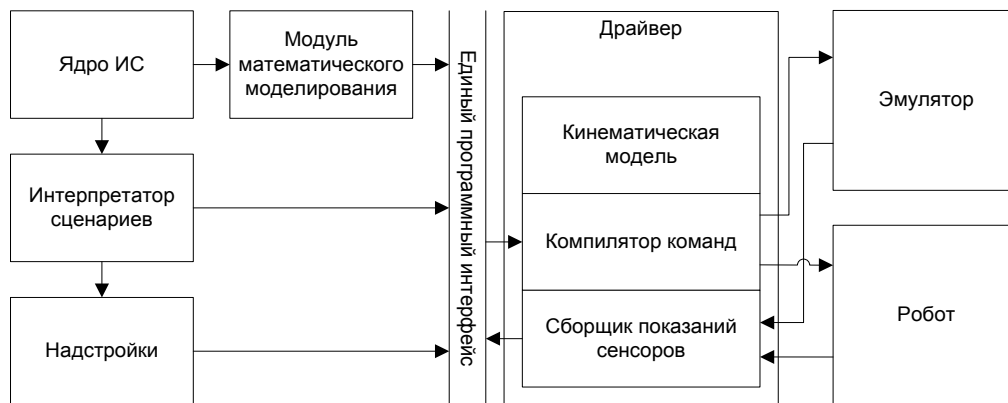 Ядро ИС
Модуль
математического
моделирования
Интерпретатор
сценариев
Надстройки
Единый программный интерфейс
Драйвер
Кинематическая
модель
Компилятор команд
Сборщик показаний
сенсоров
Эмулятор
Робот